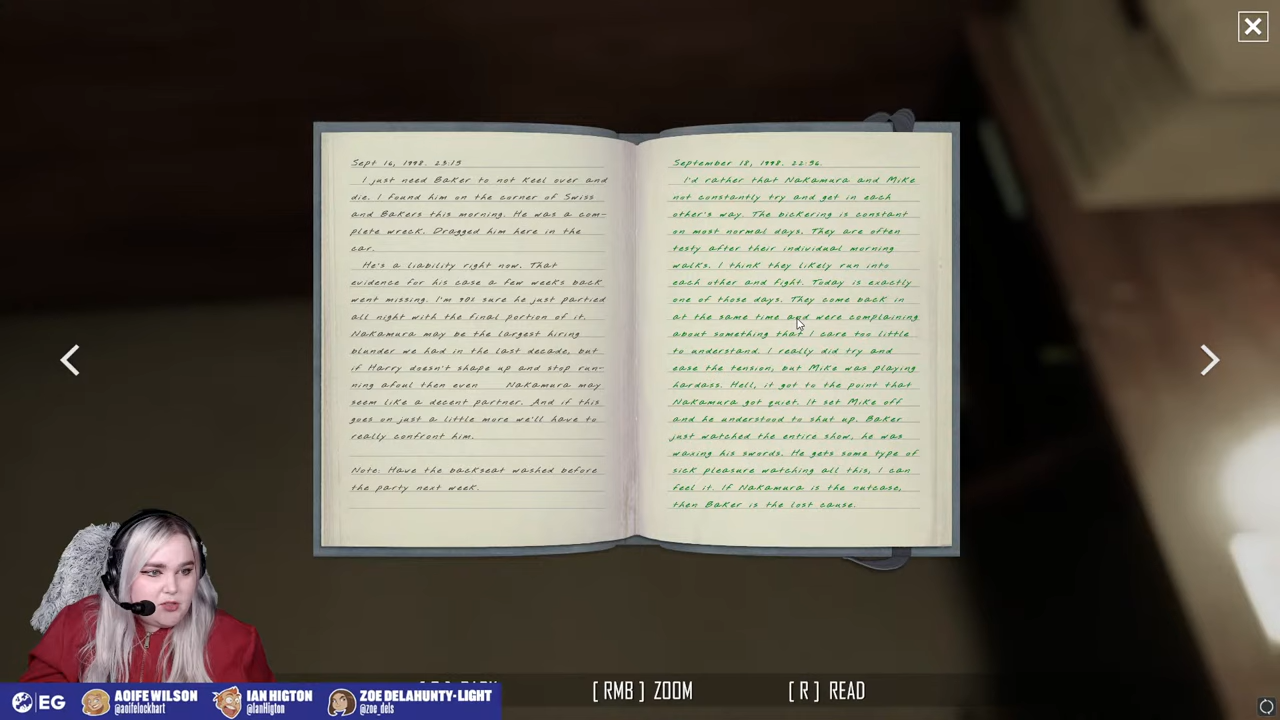 Sept 16, 1998. 23:15
I just need Baker to not keel over and
die. I found him on the corner of Swiss
and Bakers this morning. He was a com-
plete wreck. Dragged him here in the
car.
He's a liability right now. That
evidence for his case a few weeks back
went missing. I'm 90% sure he just partied
all night with the final portion of it.
Nakamura may be the largest hiring
blunder we had in the last decade, but
if Harry doesn't shape up and stop run-
ning afoul then even Nakamura may
seem like a decent partner. And if this
goes on just a little more we'll have to
really confront him.
Note: Have the backseat washed before
the party next week.
September 18, 1998. 22:56.
I'd rather that Nakamura and Mike
not constantly try and get in each
other's way. The bickering is constant
on most normal days. They are often
testy after their individual morning
walks. I think they likely run into
each other and fight. Today is exactly
one of those days. They come back in
at the same time and were complaining
about something that I care too little
to understand. I really did try and
ease the tension, but Mike was playing
hardass. Hell, it got to the point that
Nakamura got quiet. It set Mike off
and he understood to shut up. Baker
just watched the entire show, he was
waxing his swords. He gets some type of
sick pleasure watching all this, I can
feel it. If Nakamura is the nutcase,
then Baker is the lost cause.
[RMB] ZOOM
[R] READ
EG
AOIFE WILSON
@aoifelockhart
IAN HIGTON
@IanHigton
ZOE DELAHUNTY-LIGHT
@zoe_dels